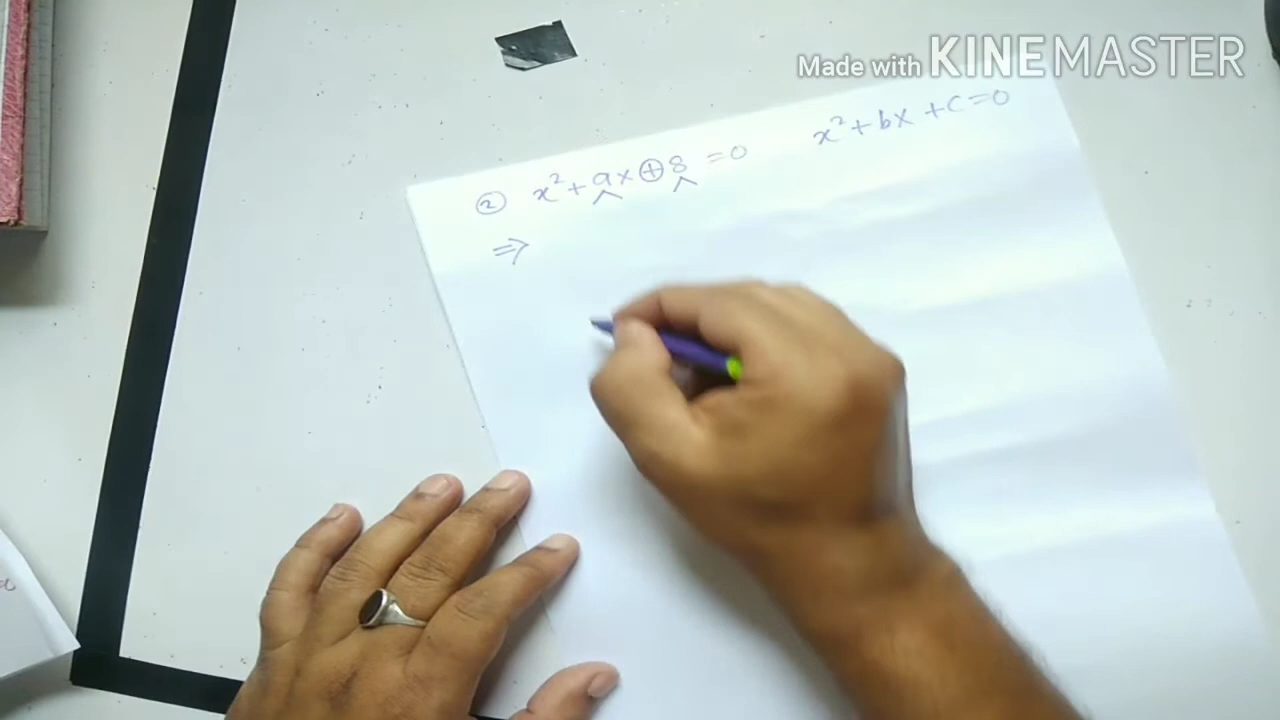 Made with KINEMASTER
x² + bx + c = 0
② x² + 9x ⊕ 8 = 0
⇒